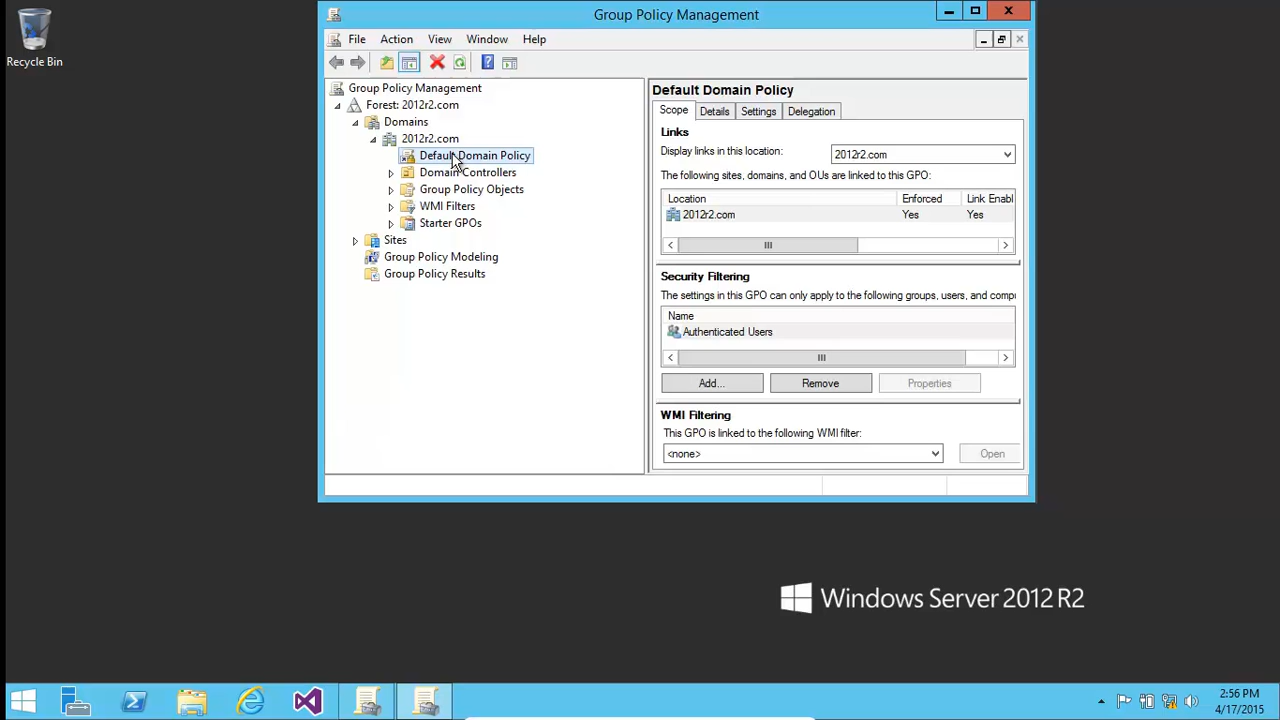 Recycle Bin
Group Policy Management
File Action View Window Help
Group Policy Management
Forest: 2012r2.com
Domains
2012r2.com
Default Domain Policy
Domain Controllers
Group Policy Objects
WMI Filters
Starter GPOs
Sites
Group Policy Modeling
Group Policy Results
Default Domain Policy
Scope Details Settings Delegation
Links
Display links in this location: 2012r2.com
The following sites, domains, and OUs are linked to this GPO:
Location Enforced Link Enabl
2012r2.com Yes Yes
Security Filtering
The settings in this GPO can only apply to the following groups, users, and compu
Name
Authenticated Users
Add... Remove Properties
WMI Filtering
This GPO is linked to the following WMI filter:
<none> Open
Windows Server 2012 R2
2:56 PM
4/17/2015